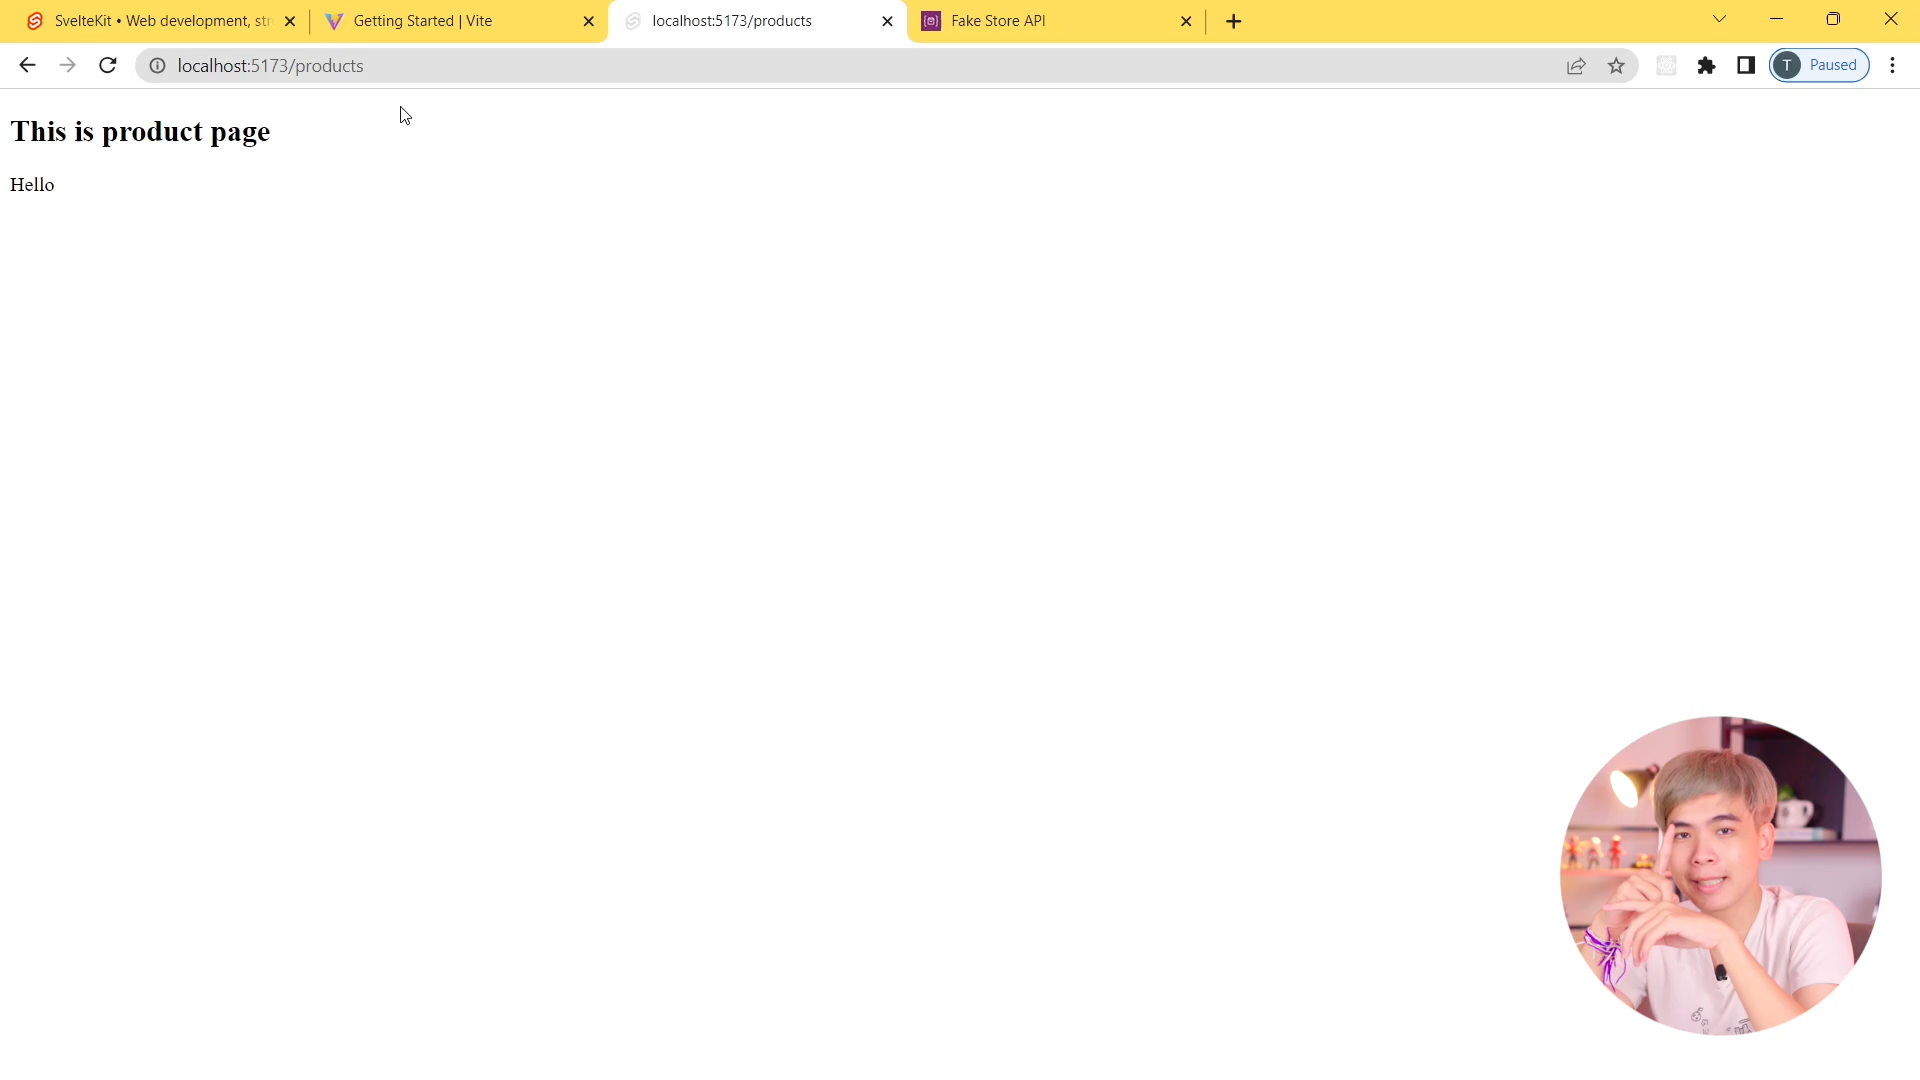 SvelteKit • Web development, str
Getting Started | Vite
localhost:5173/products
Fake Store API
localhost:5173/products
T
Paused
This is product page
Hello